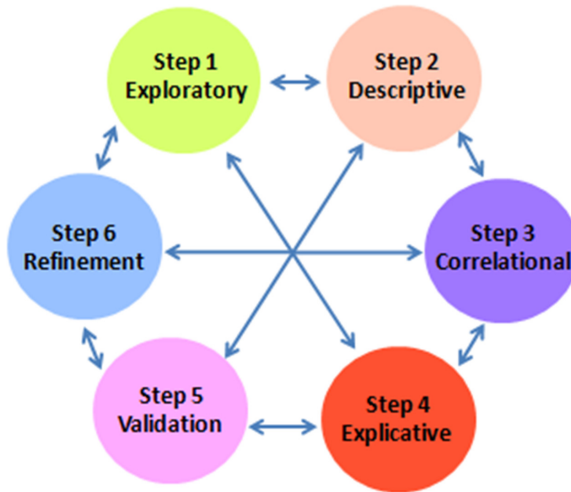 Step 1
Exploratory
Step 2
Descriptive
Step 3
Correlational
Step 4
Explicative
Step 5
Validation
Step 6
Refinement